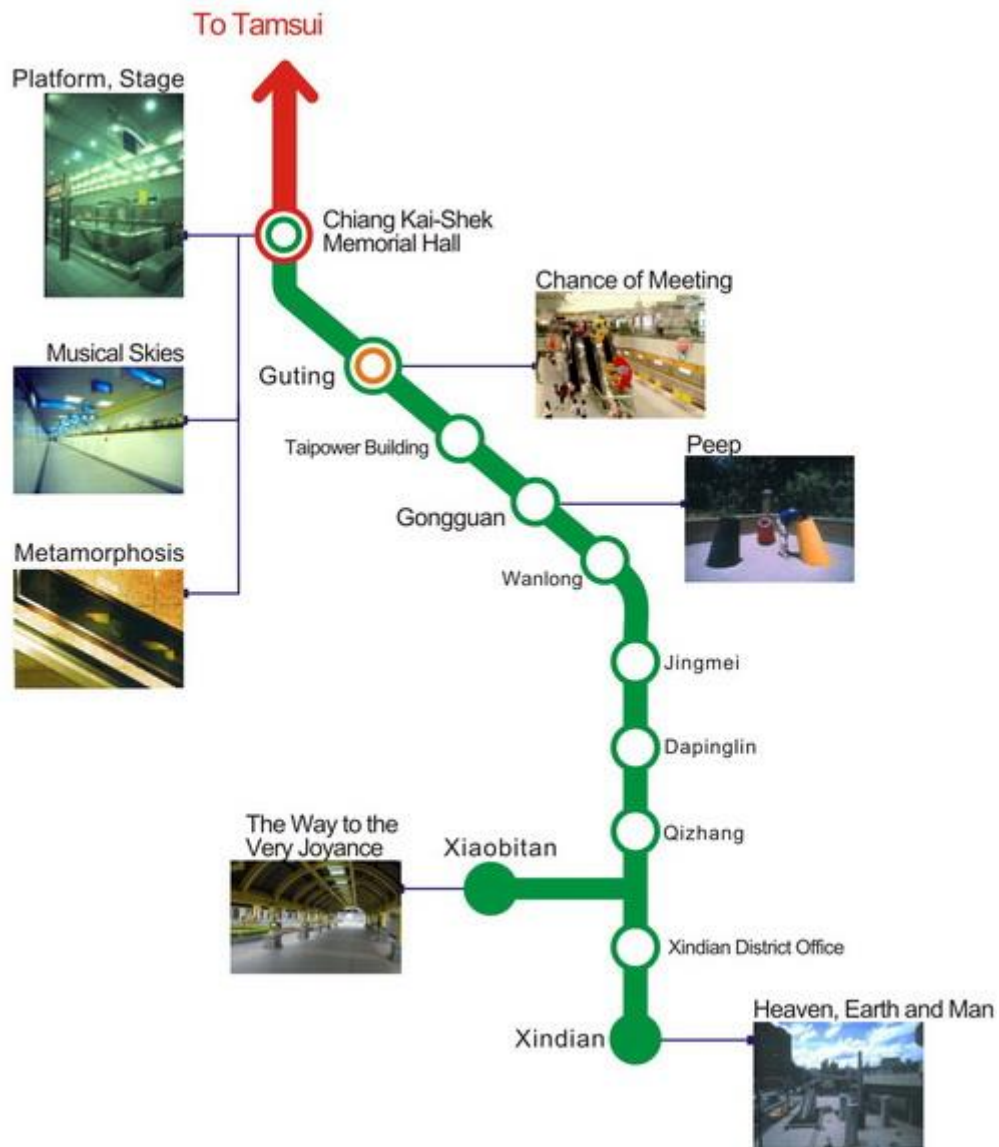 To Tamsui
Platform, Stage
Chiang Kai-Shek
Memorial Hall
Chance of Meeting
Musical Skies
Guting
Taipower Building
Peep
Gongguan
Metamorphosis
Wanlong
Jingmei
Dapinglin
The Way to the
Very Joyance
Xiaobitan
Qizhang
Xindian District Office
Heaven, Earth and Man
Xindian